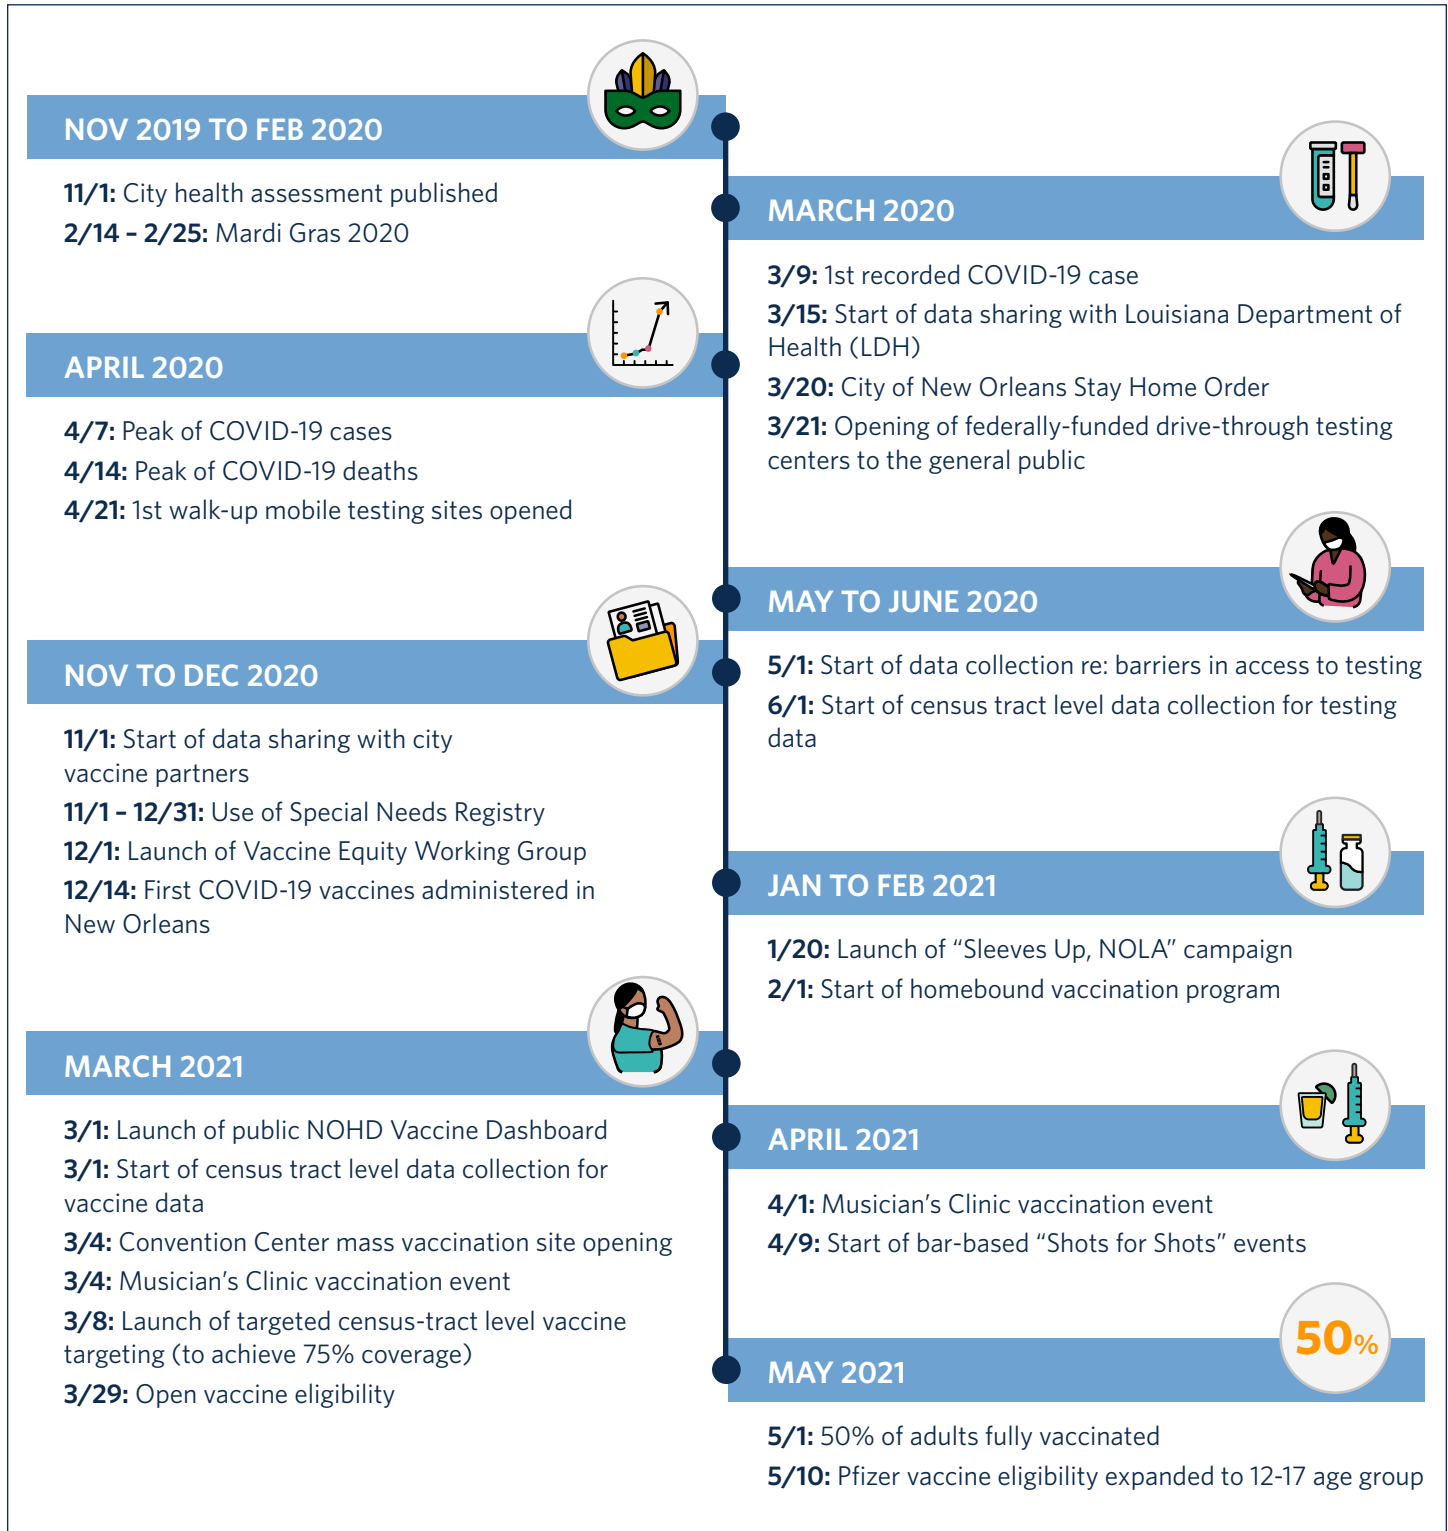 NOV 2019 TO FEB 2020
11/1: City health assessment published
2/14 – 2/25: Mardi Gras 2020
MARCH 2020
3/9: 1st recorded COVID-19 case
3/15: Start of data sharing with Louisiana Department of
Health (LDH)
3/20: City of New Orleans Stay Home Order
3/21: Opening of federally-funded drive-through testing
centers to the general public
APRIL 2020
4/7: Peak of COVID-19 cases
4/14: Peak of COVID-19 deaths
4/21: 1st walk-up mobile testing sites opened
MAY TO JUNE 2020
5/1: Start of data collection re: barriers in access to testing
6/1: Start of census tract level data collection for testing
data
NOV TO DEC 2020
11/1: Start of data sharing with city
vaccine partners
11/1 – 12/31: Use of Special Needs Registry
12/1: Launch of Vaccine Equity Working Group
12/14: First COVID-19 vaccines administered in
New Orleans
JAN TO FEB 2021
1/20: Launch of “Sleeves Up, NOLA” campaign
2/1: Start of homebound vaccination program
MARCH 2021
3/1: Launch of public NOHD Vaccine Dashboard
3/1: Start of census tract level data collection for
vaccine data
3/4: Convention Center mass vaccination site opening
3/4: Musician’s Clinic vaccination event
3/8: Launch of targeted census-tract level vaccine
targeting (to achieve 75% coverage)
3/29: Open vaccine eligibility
APRIL 2021
4/1: Musician’s Clinic vaccination event
4/9: Start of bar-based “Shots for Shots” events
50%
MAY 2021
5/1: 50% of adults fully vaccinated
5/10: Pfizer vaccine eligibility expanded to 12-17 age group